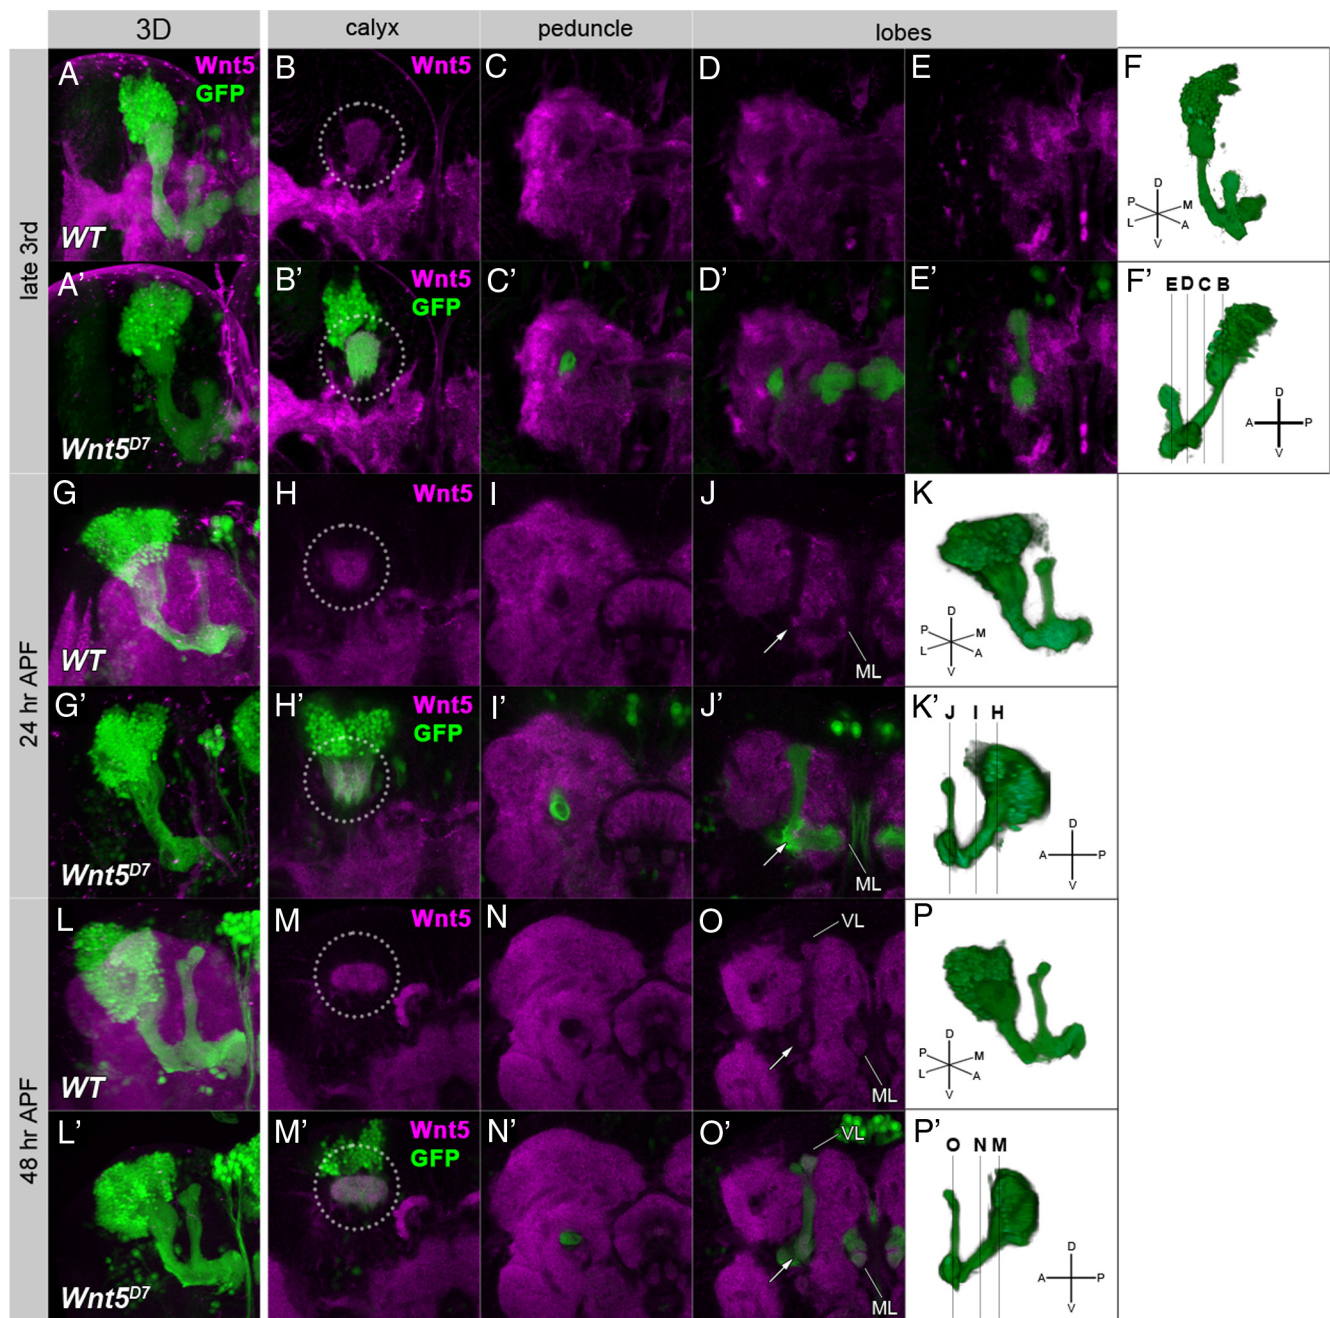 3D calyx peduncle lobes
late 3rd
A Wnt5 GFP WT
B Wnt5
C
D
E
F D P M L A V
A’ Wnt5D7
B’ Wnt5 GFP
C’
D’
E’
F’ E D C B D A P V
24 hr APF
G WT
H Wnt5
I
J ML
K D P M L A V
G’ Wnt5D7
H’ Wnt5 GFP
I’
J’ ML
K’ J I H D A P V
48 hr APF
L WT
M Wnt5
N
O VL ML
P D P M L A V
L’ Wnt5D7
M’ Wnt5 GFP
N’
O’ VL ML
P’ O N M D A P V